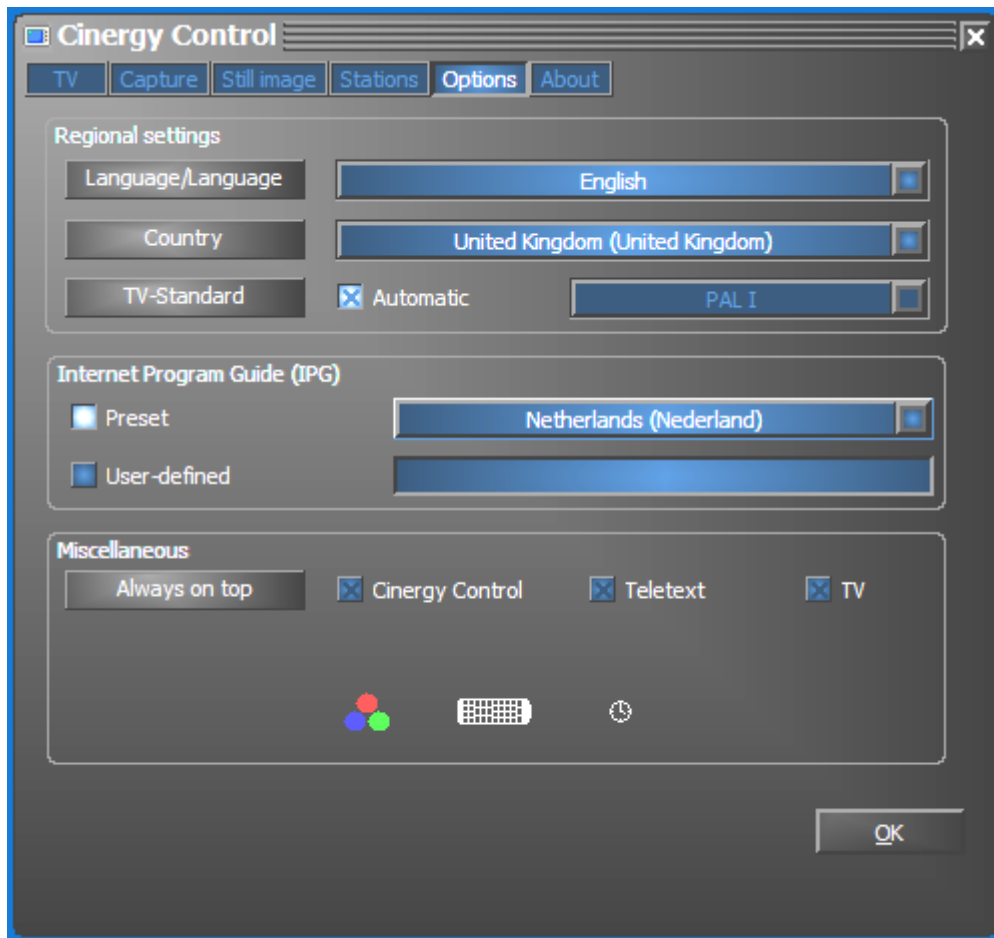 Cinergy Control
TV Capture Still image Stations Options About
Regional settings
Language/Language English
Country United Kingdom (United Kingdom)
TV-Standard Automatic PAL I
Internet Program Guide (IPG)
Preset Netherlands (Nederland)
User-defined
Miscellaneous
Always on top Cinergy Control Teletext TV
OK